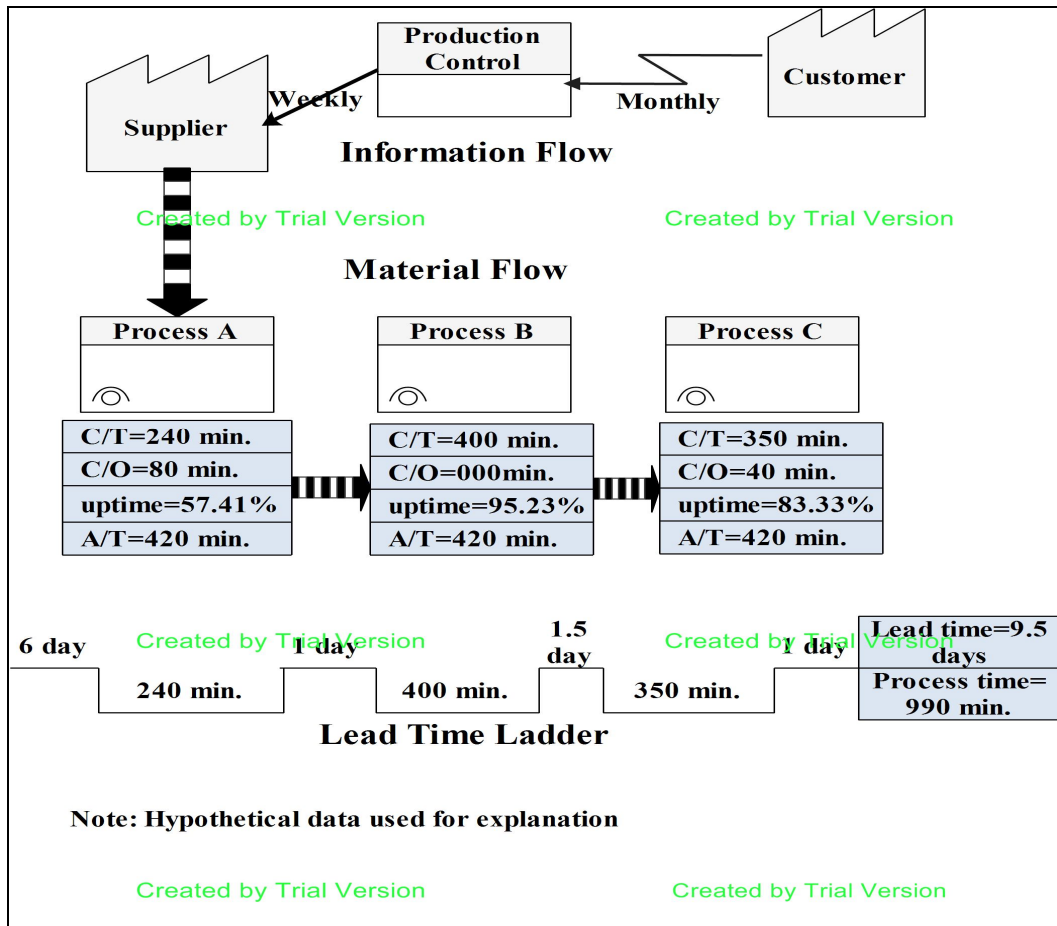 Production
Control
Customer
Weekly
Monthly
Supplier
Information Flow
Created by Trial Version
Created by Trial Version
Material Flow
Process A
Process B
Process C
C/T=240 min.
C/O=80 min.
uptime=57.41%
A/T=420 min.
C/T=400 min.
C/O=000min.
uptime=95.23%
A/T=420 min.
C/T=350 min.
C/O=40 min.
uptime=83.33%
A/T=420 min.
6 day
Created by Trial Version
1 day
1.5
day
Created by Trial Version
1 day
Lead time=9.5
days
240 min.
400 min.
350 min.
Process time=
990 min.
Lead Time Ladder
Note: Hypothetical data used for explanation
Created by Trial Version
Created by Trial Version